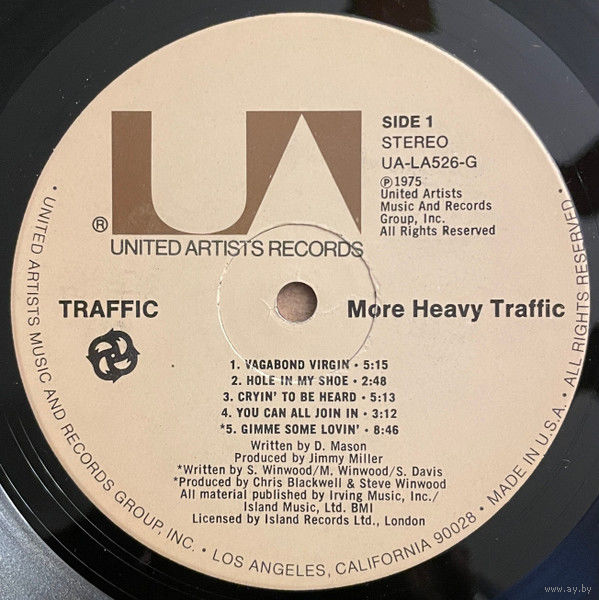 SIDE 1
STEREO
UA-LA526-G
℗1975
United Artists
Music And Records
Group, Inc.
All Rights Reserved
UA
®
UNITED ARTISTS RECORDS
TRAFFIC
More Heavy Traffic
1. VAGABOND VIRGIN • 5:15
2. HOLE IN MY SHOE • 2:48
3. CRYIN' TO BE HEARD • 5:13
4. YOU CAN ALL JOIN IN • 3:12
*5. GIMME SOME LOVIN' • 8:46
Written by D. Mason
Produced by Jimmy Miller
*Written by S. Winwood/M. Winwood/S. Davis
*Produced by Chris Blackwell & Steve Winwood
All material published by Irving Music, Inc./
Island Music, Ltd. BMI
Licensed by Island Records Ltd., London
• UNITED ARTISTS MUSIC AND RECORDS GROUP, INC. • LOS ANGELES, CALIFORNIA 90028 • MADE IN U.S.A. • ALL RIGHTS RESERVED
www.ay.by